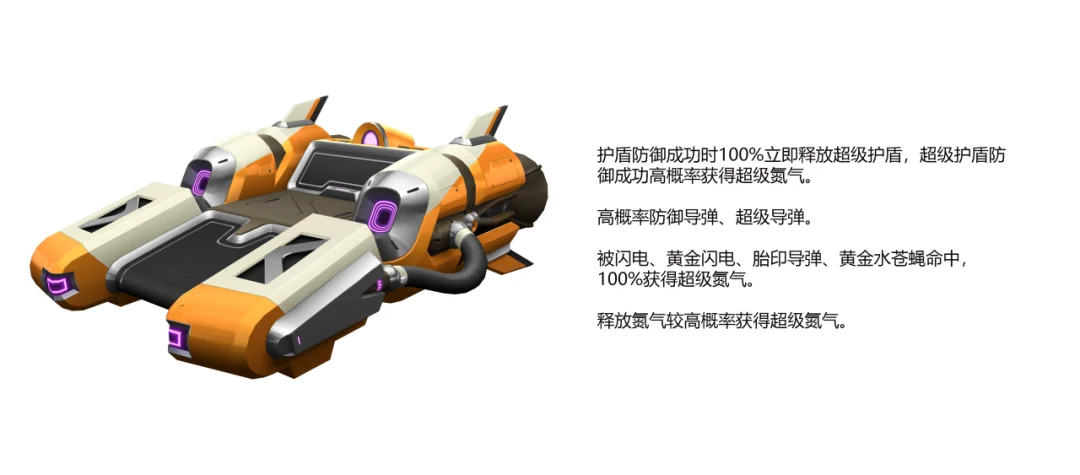 护盾防御成功时100%立即释放超级护盾，超级护盾防
御成功高概率获得超级氮气。
高概率防御导弹、超级导弹。
被闪电、黄金闪电、胎印导弹、黄金水苍蝇命中，
100%获得超级氮气。
释放氮气较高概率获得超级氮气。